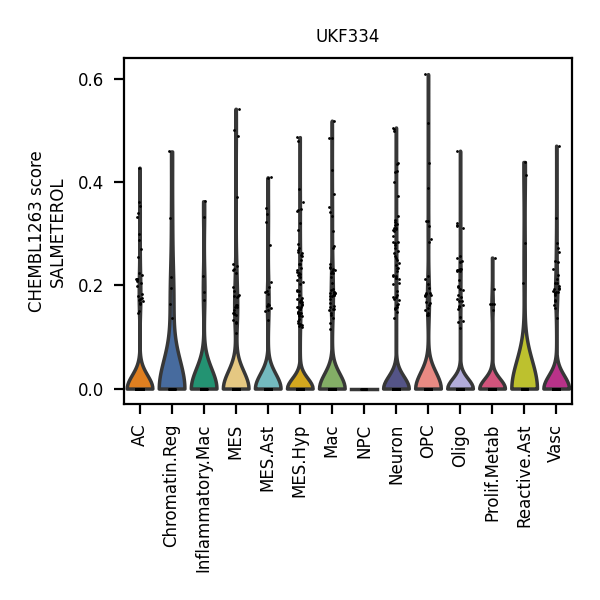 UKF334
CHEMBL1263 score
SALMETEROL
0.6
0.4
0.2
0.0
AC
Chromatin.Reg
Inflammatory.Mac
MES
MES.Ast
MES.Hyp
Mac
NPC
Neuron
OPC
Oligo
Prolif.Metab
Reactive.Ast
Vasc